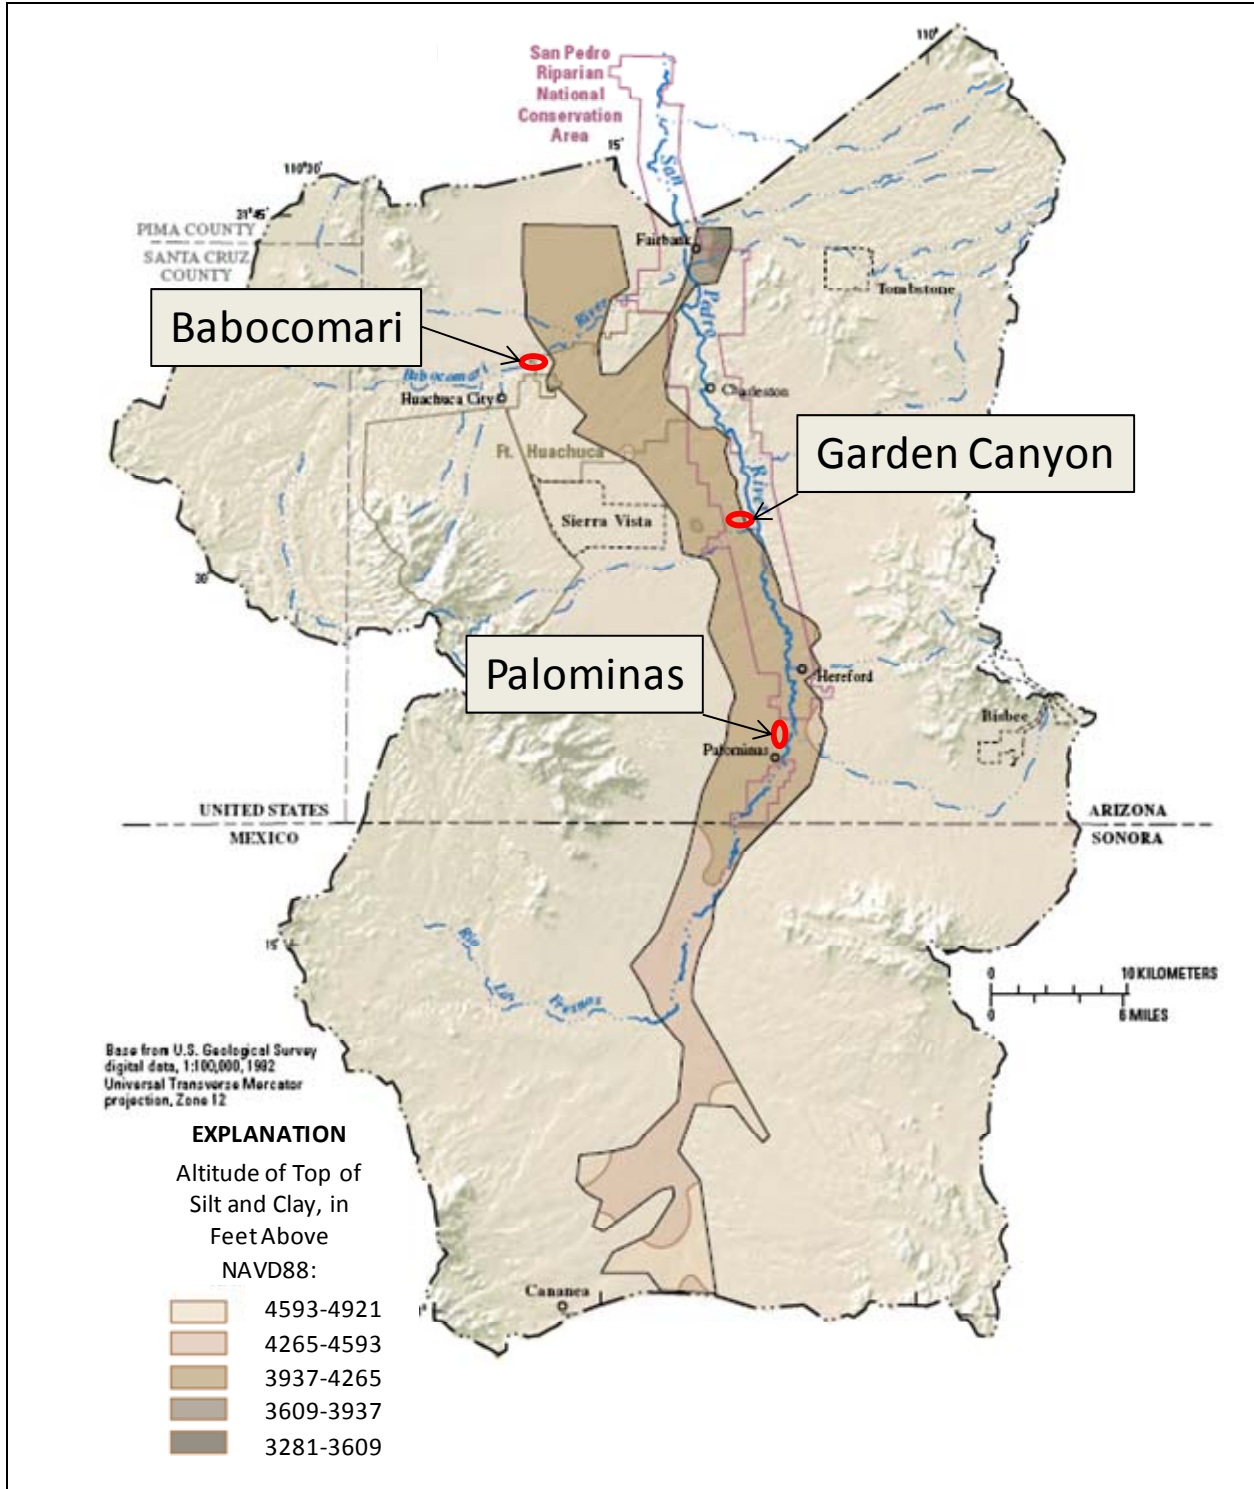 San Pedro
Riparian
National
Conservation
Area
110°
15'
110°30'
31°45'
PIMA COUNTY
SANTA CRUZ
COUNTY
San
Pedro
River
Fairbank
Tombstone
Babocomari
River
Babocomari
Huachuca City
Charleston
Ft. Huachuca
Garden Canyon
Sierra Vista
30'
Palominas
Hereford
Bisbee
Palominas
UNITED STATES
MEXICO
ARIZONA
SONORA
15'
Rio
Los
Fresnos
0 10 KILOMETERS
0 6 MILES
Base from U.S. Geological Survey
digital data, 1:100,000, 1982
Universal Transverse Mercator
projection, Zone 12
EXPLANATION
Altitude of Top of
Silt and Clay, in
Feet Above
NAVD88:
Cananea
4593-4921
4265-4593
3937-4265
3609-3937
3281-3609